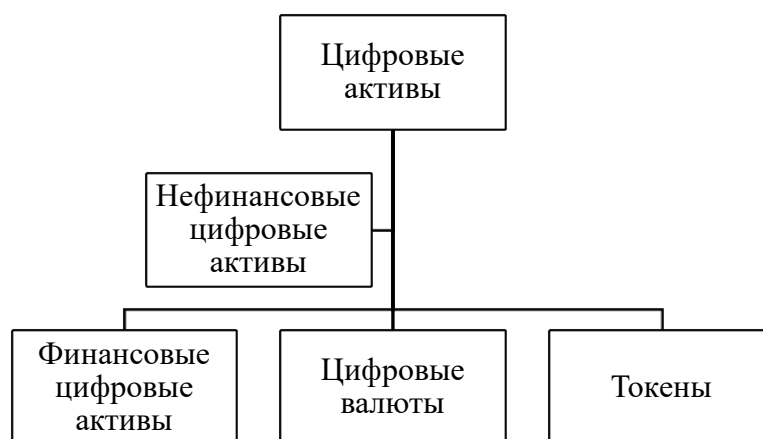 Цифровые
активы
Нефинансовые
цифровые
активы
Финансовые
цифровые
активы
Цифровые
валюты
Токены